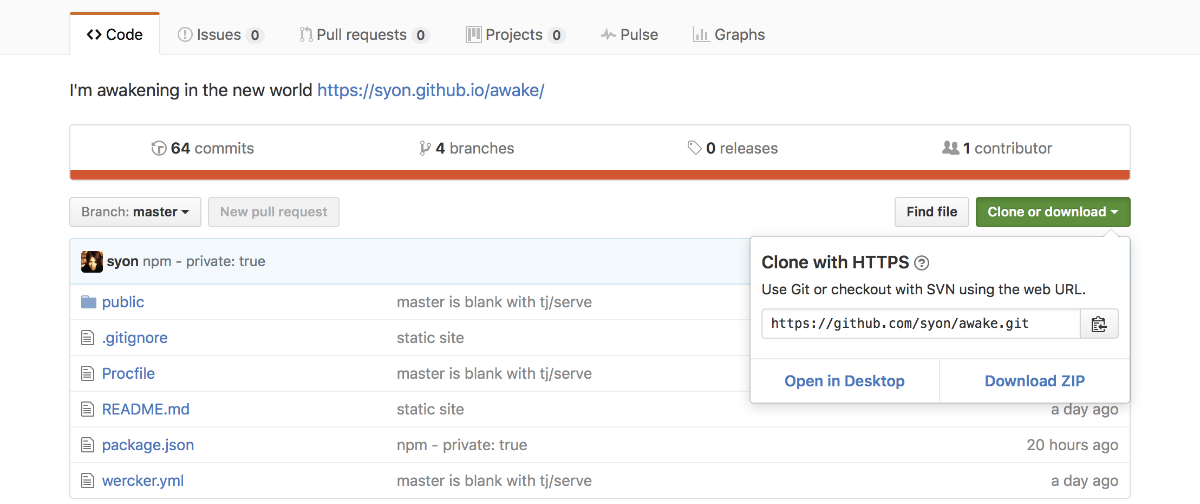 Code Issues 0 Pull requests 0 Projects 0 Pulse Graphs
I'm awakening in the new world https://syon.github.io/awake/
64 commits 4 branches 0 releases 1 contributor
Branch: master New pull request Find file Clone or download
syon npm - private: true
Clone with HTTPS ?
Use Git or checkout with SVN using the web URL.
public master is blank with tj/serve
https://github.com/syon/awake.git
.gitignore static site
Procfile master is blank with tj/serve
Open in Desktop Download ZIP
README.md static site a day ago
package.json npm - private: true 20 hours ago
wercker.yml master is blank with tj/serve a day ago